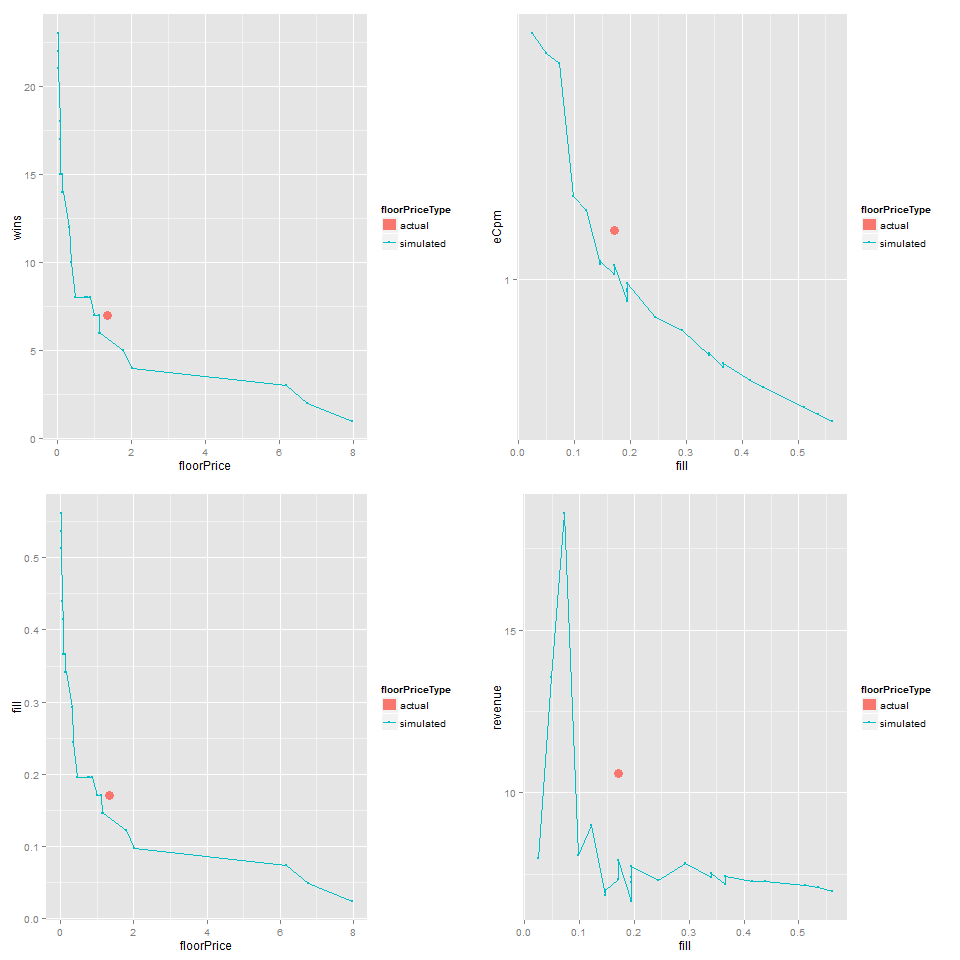 wins
20
15
10
5
0
0
2
4
6
8
floorPrice
floorPriceType
actual
simulated
eCpm
1
0.0
0.1
0.2
0.3
0.4
0.5
fill
floorPriceType
actual
simulated
fill
0.5
0.4
0.3
0.2
0.1
0.0
0
2
4
6
8
floorPrice
floorPriceType
actual
simulated
revenue
15
10
0.0
0.1
0.2
0.3
0.4
0.5
fill
floorPriceType
actual
simulated